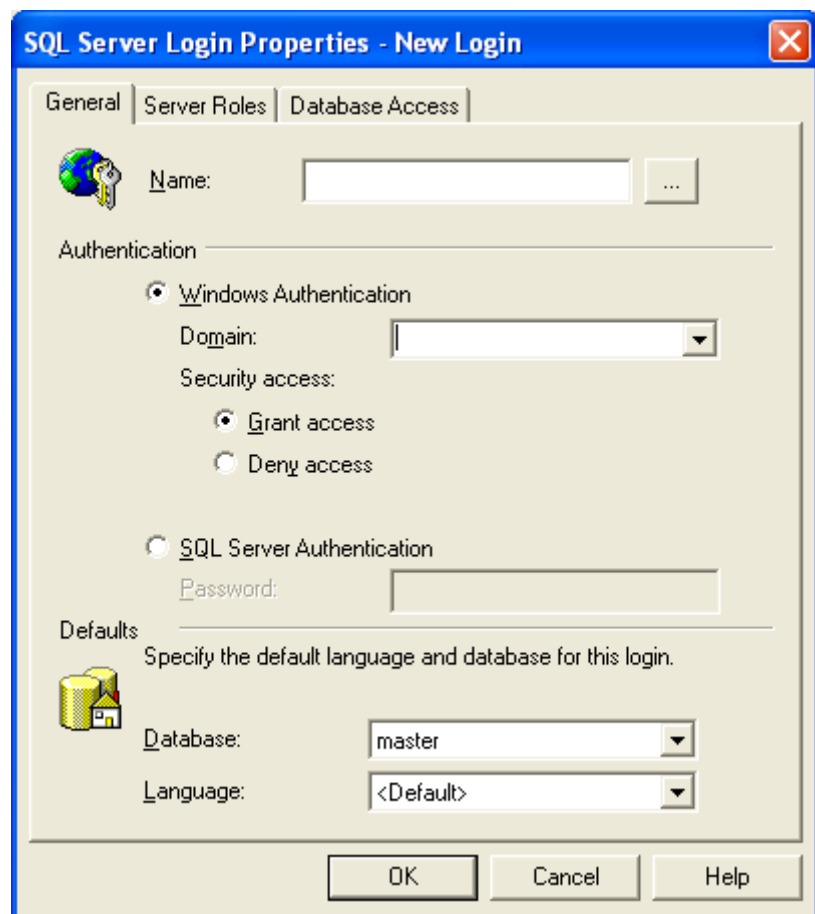 SQL Server Login Properties - New Login
General Server Roles Database Access
Name: ...
Authentication
Windows Authentication
Domain:
Security access:
Grant access
Deny access
SQL Server Authentication
Password:
Defaults
Specify the default language and database for this login.
Database: master
Language: <Default>
OK Cancel Help